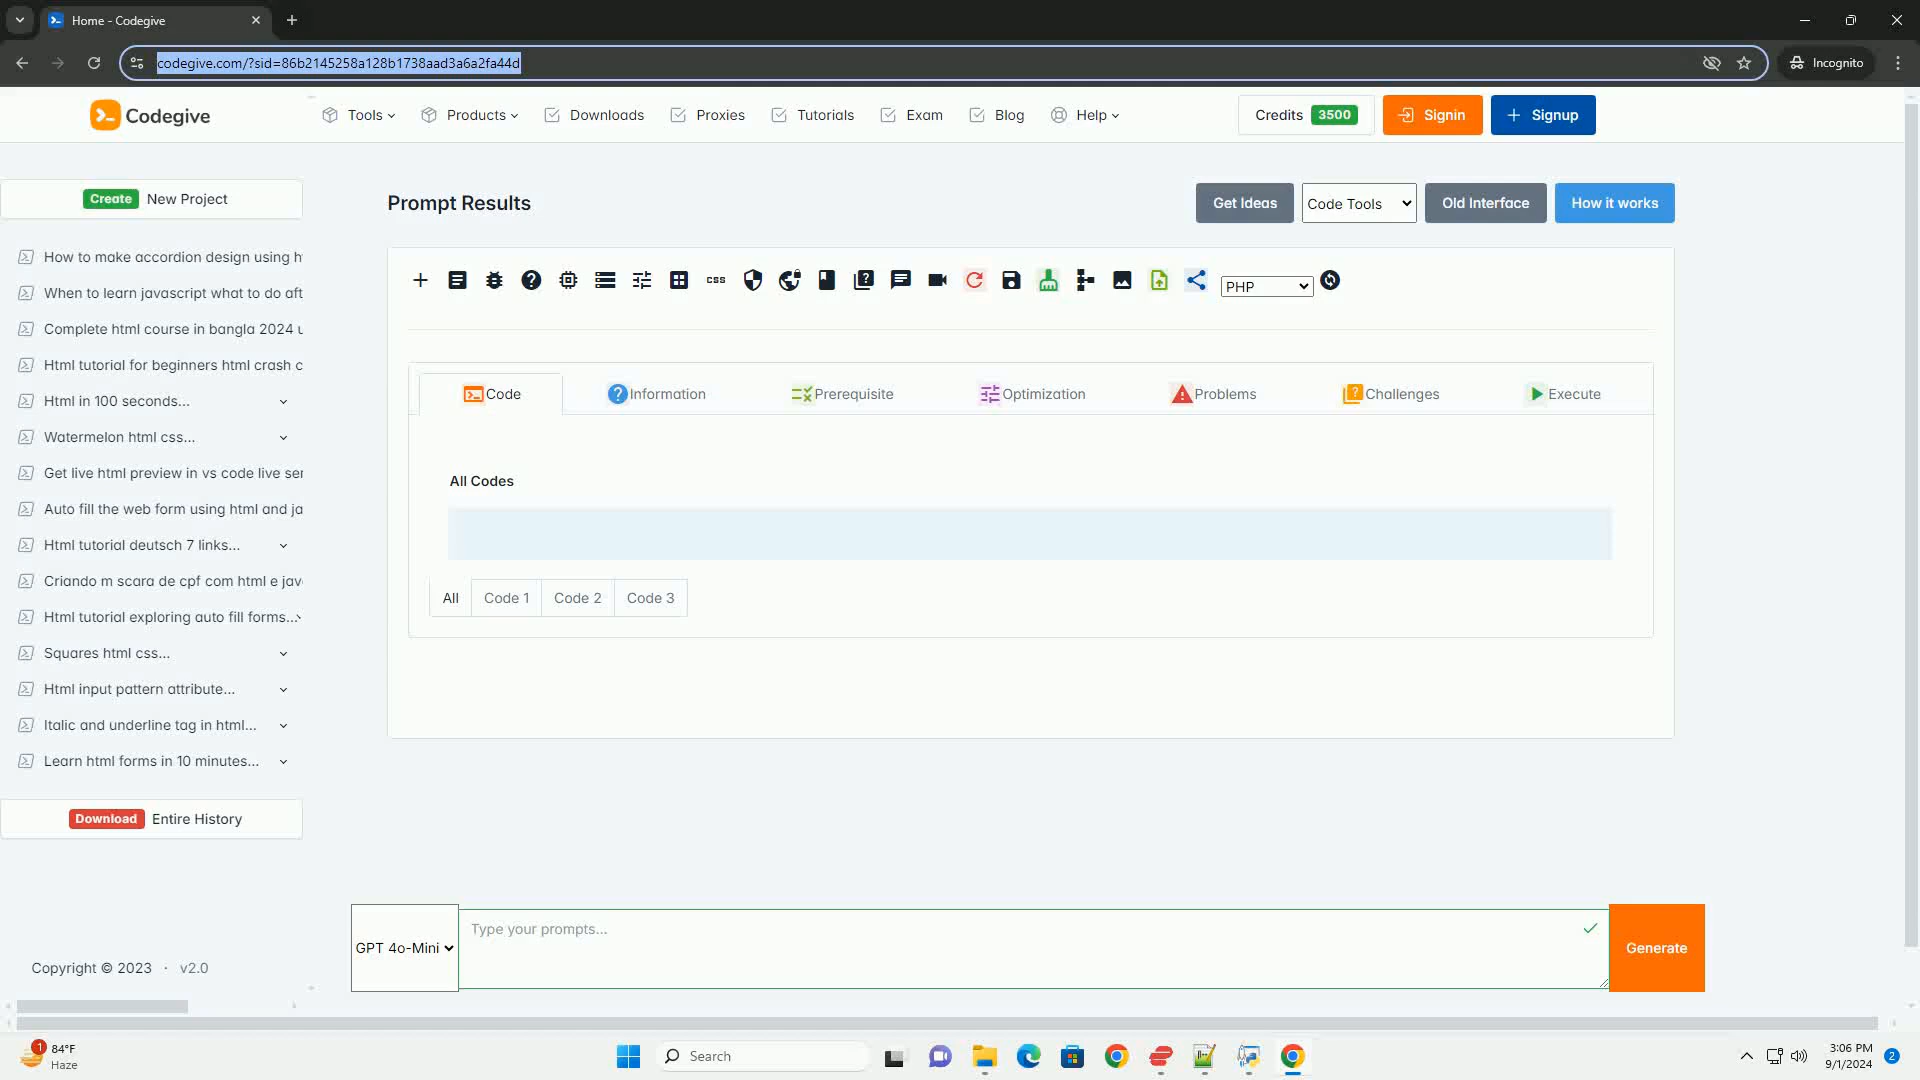 Home - Codegive
codegive.com/?sid=86b2145258a128b1738aad3a6a2fa44d
Incognito
Codegive
Tools
Products
Downloads
Proxies
Tutorials
Exam
Blog
Help
Credits 3500
Signin
Signup
Create New Project
How to make accordion design using h
When to learn javascript what to do aft
Complete html course in bangla 2024 u
Html tutorial for beginners html crash c
Html in 100 seconds...
Watermelon html css...
Get live html preview in vs code live ser
Auto fill the web form using html and ja
Html tutorial deutsch 7 links...
Criando m scara de cpf com html e jav
Html tutorial exploring auto fill forms...
Squares html css...
Html input pattern attribute...
Italic and underline tag in html...
Learn html forms in 10 minutes...
Download Entire History
Copyright © 2023 · v2.0
Prompt Results
Get Ideas
Code Tools
Old Interface
How it works
css
PHP
Code
Information
Prerequisite
Optimization
Problems
Challenges
Execute
All Codes
All
Code 1
Code 2
Code 3
GPT 4o-Mini
Type your prompts...
Generate
1
84°F
Haze
Search
3:06 PM
9/1/2024
2